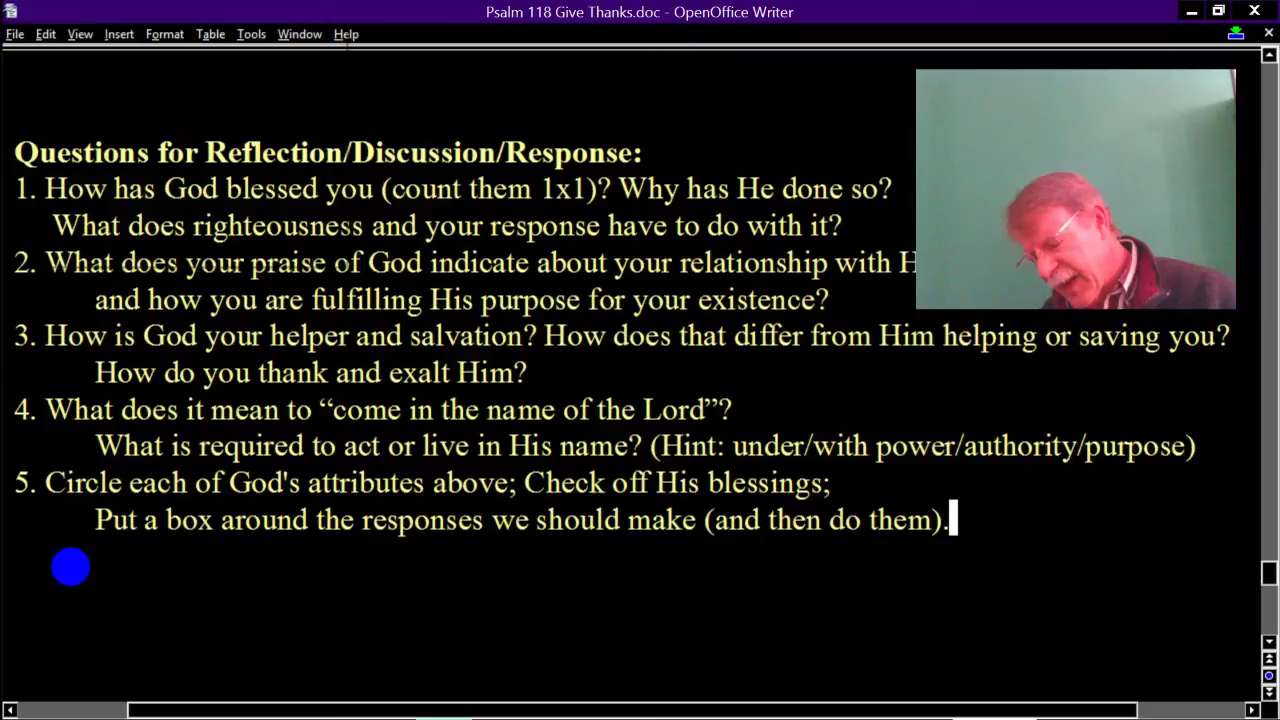 Psalm 118 Give Thanks.doc - OpenOffice Writer
File Edit View Insert Format Table Tools Window Help
Questions for Reflection/Discussion/Response:
1. How has God blessed you (count them 1x1)? Why has He done so?
What does righteousness and your response have to do with it?
2. What does your praise of God indicate about your relationship with
and how you are fulfilling His purpose for your existence?
3. How is God your helper and salvation? How does that differ from Him helping or saving you?
How do you thank and exalt Him?
4. What does it mean to “come in the name of the Lord”?
What is required to act or live in His name? (Hint: under/with power/authority/purpose)
5. Circle each of God's attributes above; Check off His blessings;
Put a box around the responses we should make (and then do them).